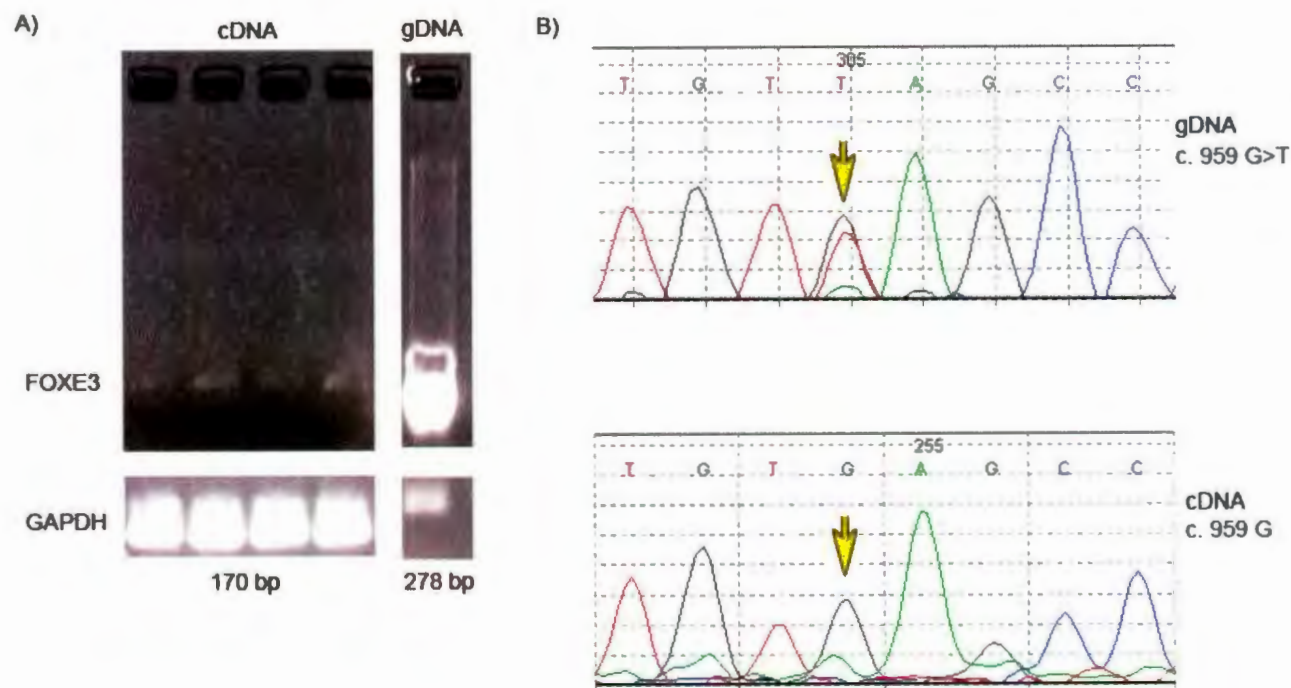 A)
cDNA
gDNA
FOXE3
GAPDH
170 bp
278 bp
B)
305
T G T T A G C C
gDNA
c. 959 G>T
255
T G T G A G C C
cDNA
c. 959 G